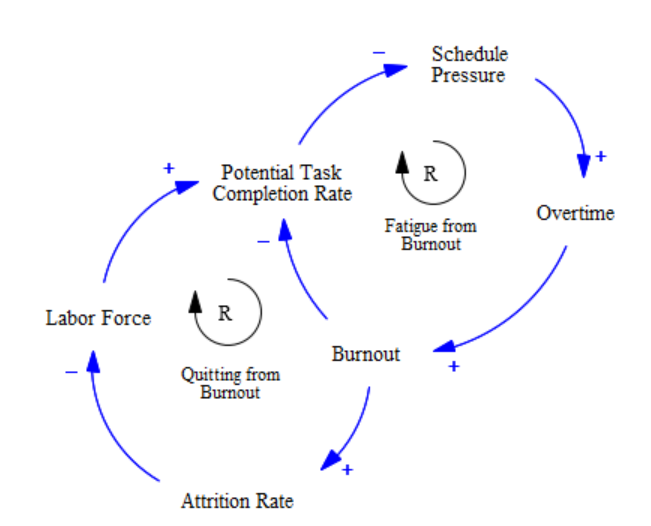 –
Schedule
Pressure
+
+
Potential Task
Completion Rate
R
Overtime
Fatigue from
Burnout
–
Labor Force
R
Burnout
+
–
Quitting from
Burnout
+
Attrition Rate